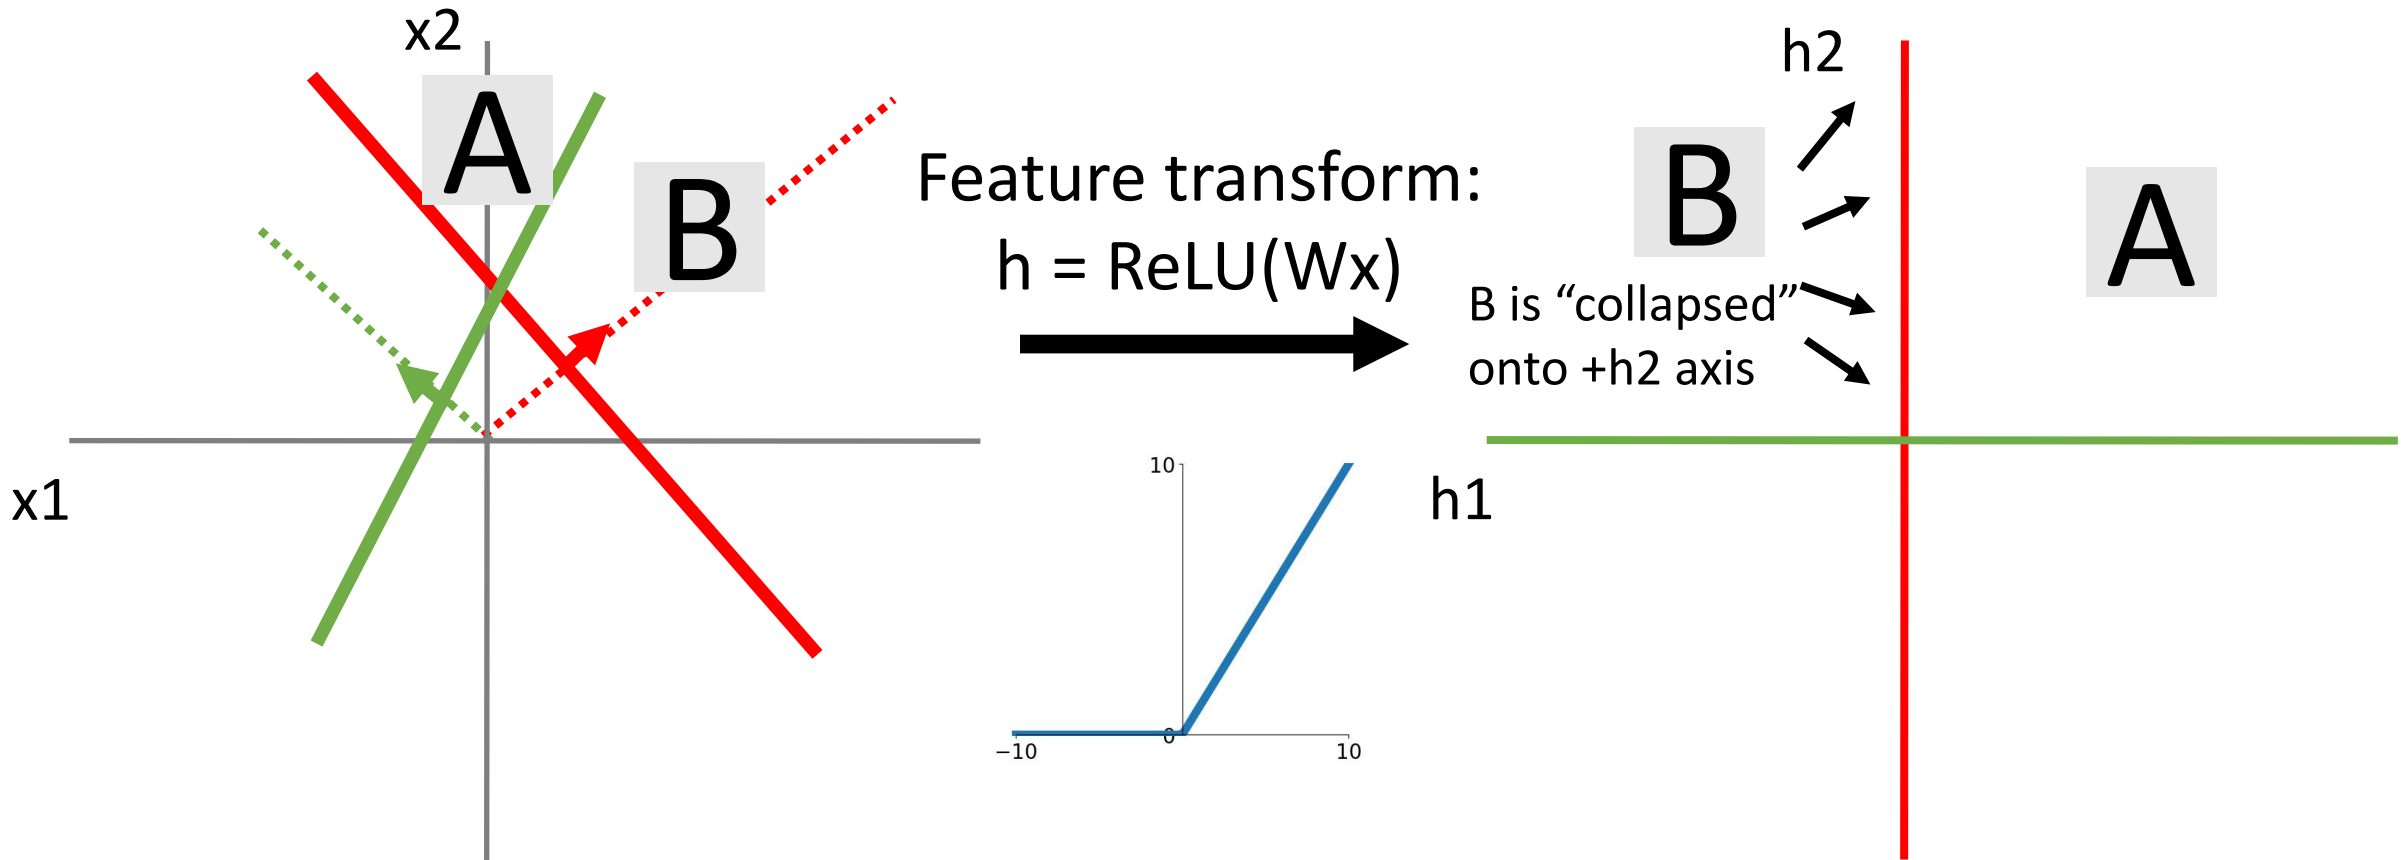 x2
A
B
x1
Feature transform:
h = ReLU(Wx)
10
0
−10
10
h2
B
A
B is “collapsed”
onto +h2 axis
h1